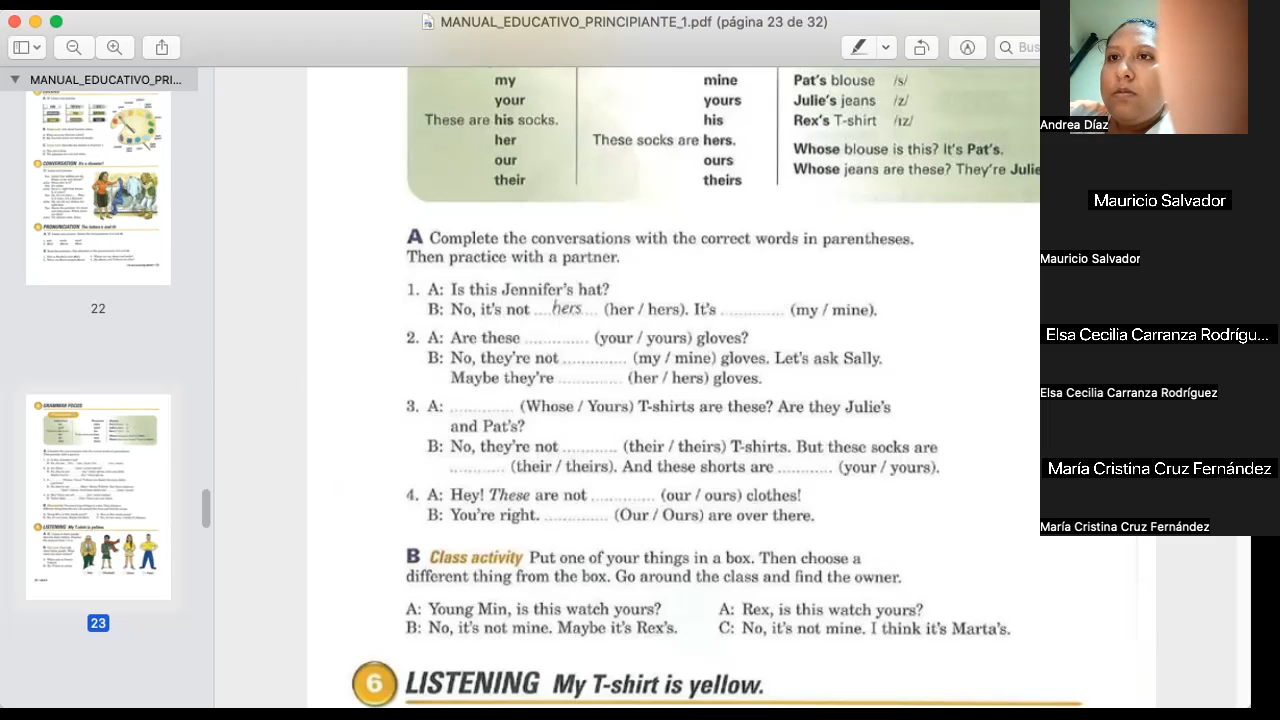 MANUAL_EDUCATIVO_PRINCIPIANTE_1.pdf (página 23 de 32)
Bus
MANUAL_EDUCATIVO_PRI...
22
GRAMMAR FOCUS
LISTENING My T-shirt is yellow.
23
my mine Pat's blouse /s/
your yours Julie's jeans /z/
These are his socks. his Rex's T-shirt /ɪz/
her These socks are hers.
our ours Whose blouse is this? It's Pat's.
their theirs Whose jeans are these? They're Julie
A Complete the conversations with the correct words in parentheses.
Then practice with a partner.
1. A: Is this Jennifer's hat?
B: No, it's not hers (her / hers). It's ............ (my / mine).
2. A: Are these ............ (your / yours) gloves?
B: No, they're not ............ (my / mine) gloves. Let's ask Sally.
Maybe they're ............ (her / hers) gloves.
3. A: ............ (Whose / Yours) T-shirts are these? Are they Julie's
and Pat's?
B: No, they're not ............ (their / theirs) T-shirts. But these socks are
............ (their / theirs). And these shorts are ............ (your / yours).
4. A: Hey! These are not ............ (our / ours) clothes!
B: You're right. ............ (Our / Ours) are over there.
B Class activity Put one of your things in a box. Then choose a
different thing from the box. Go around the class and find the owner.
A: Young Min, is this watch yours?
B: No, it's not mine. Maybe it's Rex's.
A: Rex, is this watch yours?
C: No, it's not mine. I think it's Marta's.
6 LISTENING My T-shirt is yellow.
Andrea Díaz
Mauricio Salvador
Mauricio Salvador
Elsa Cecilia Carranza Rodrígu...
Elsa Cecilia Carranza Rodríguez
María Cristina Cruz Fernández
María Cristina Cruz Fernández